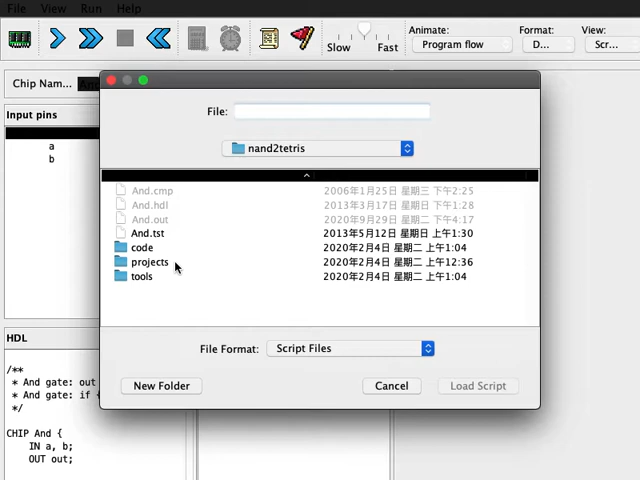 File View Run Help
Animate: Format: View:
Slow Fast Program flow D... Scr...
Chip Nam...
Input pins
a
b
File:
nand2tetris
And.cmp 2006年1月25日 星期三 下午2:25
And.hdl 2013年3月17日 星期日 下午1:28
And.out 2020年9月29日 星期二 下午4:17
And.tst 2013年5月12日 星期日 上午1:30
code 2020年2月4日 星期二 上午1:04
projects 2020年2月4日 星期二 上午12:36
tools 2020年2月4日 星期二 上午1:04
File Format: Script Files
New Folder Cancel Load Script
HDL
/**
* And gate: out
* And gate: if {
*/
CHIP And {
IN a, b;
OUT out;